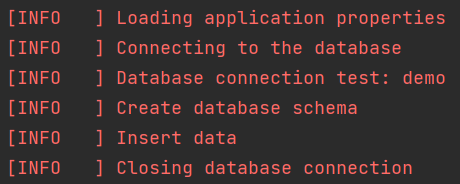 [INFO   ] Loading application properties
[INFO   ] Connecting to the database
[INFO   ] Database connection test: demo
[INFO   ] Create database schema
[INFO   ] Insert data
[INFO   ] Closing database connection